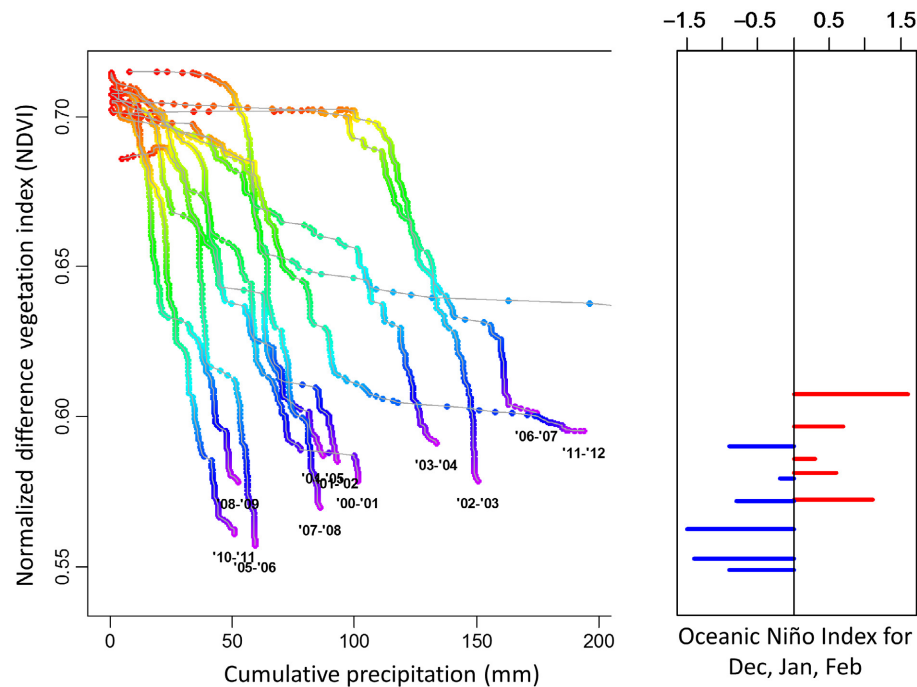 −1.5 −0.5 0.5 1.5
Normalized difference vegetation index (NDVI)
0.70
0.65
0.60
0.55
'06-'07
'11-'12
'03-'04
'04-'05
'01-'02
'08-'09
'00-'01
'02-'03
'07-'08
'10-'11
'05-'06
0 50 100 150 200
Cumulative precipitation (mm)
Oceanic Niño Index for
Dec, Jan, Feb